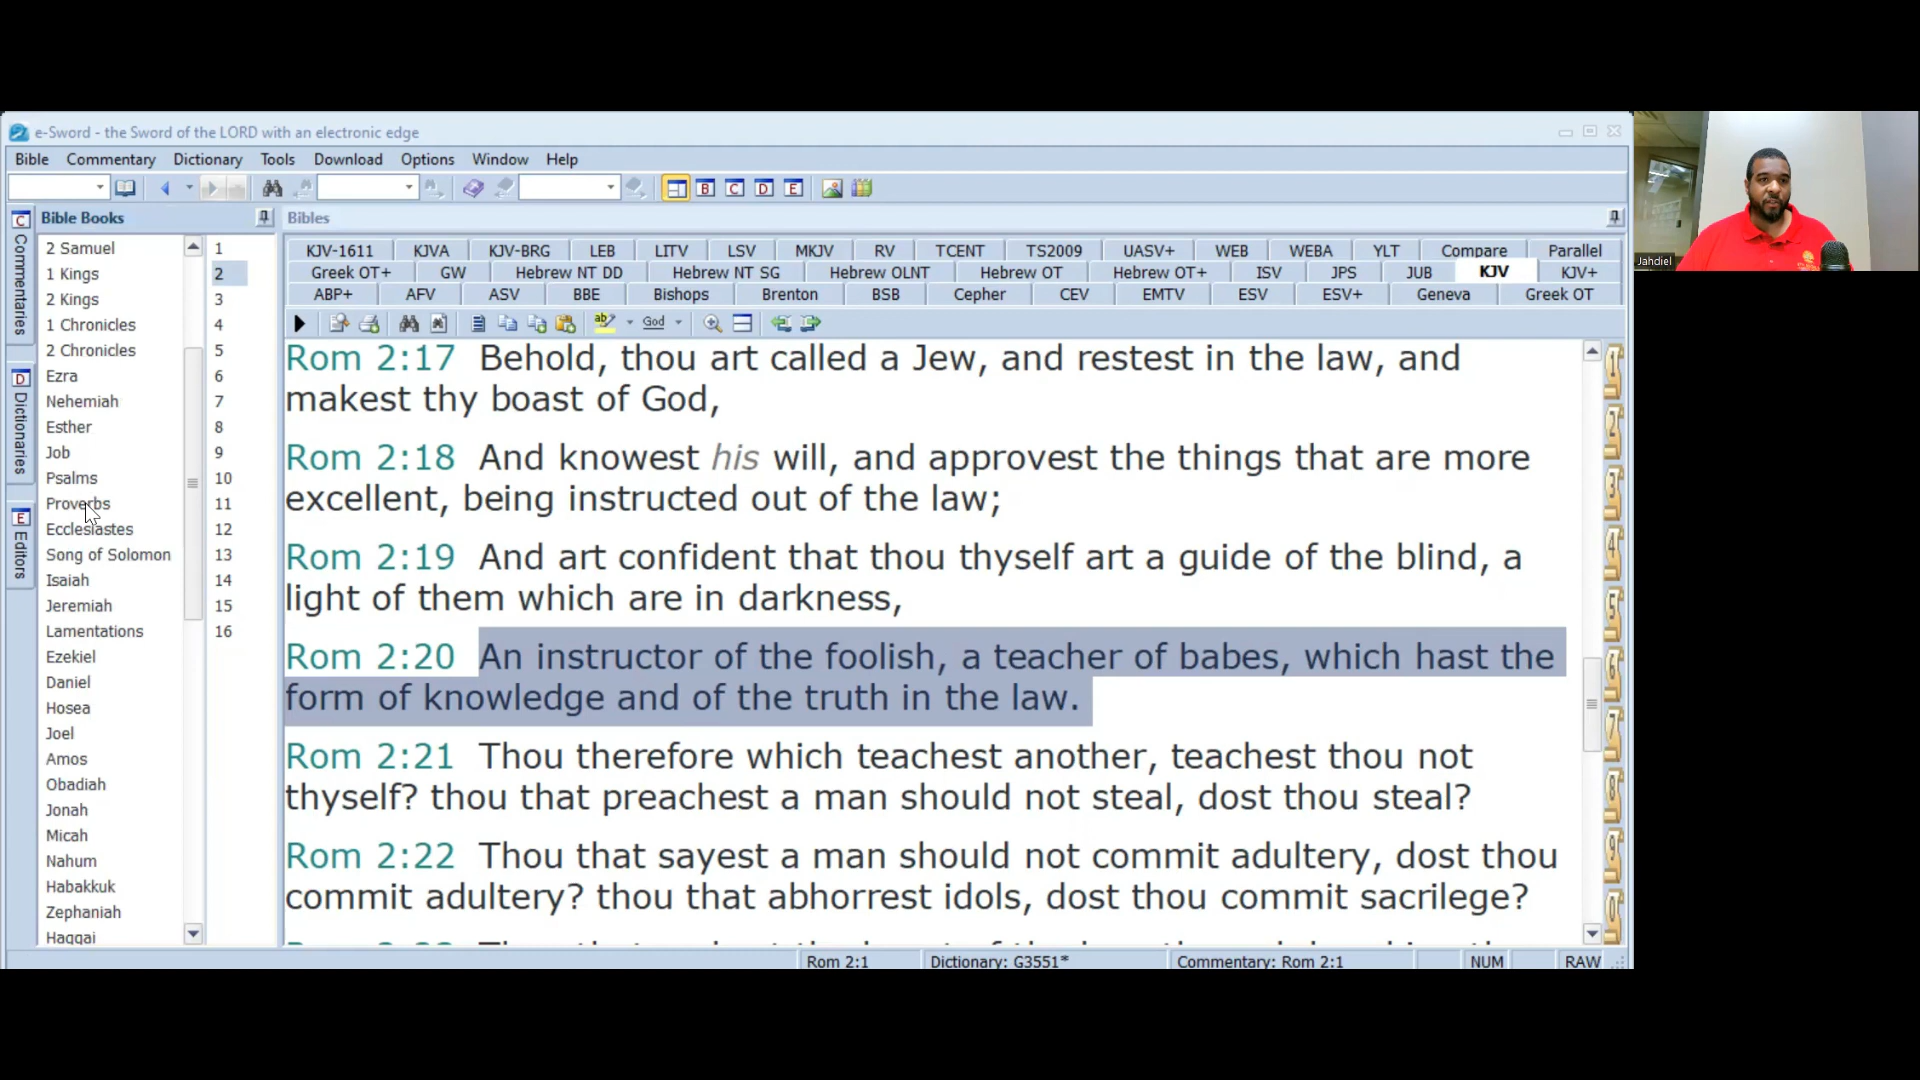 e-Sword - the Sword of the LORD with an electronic edge
Bible Commentary Dictionary Tools Download Options Window Help
B C D E
C Commentaries
D Dictionaries
E Editors
Bible Books
2 Samuel
1 Kings
2 Kings
1 Chronicles
2 Chronicles
Ezra
Nehemiah
Esther
Job
Psalms
Proverbs
Ecclesiastes
Song of Solomon
Isaiah
Jeremiah
Lamentations
Ezekiel
Daniel
Hosea
Joel
Amos
Obadiah
Jonah
Micah
Nahum
Habakkuk
Zephaniah
Haggai
1
2
3
4
5
6
7
8
9
10
11
12
13
14
15
16
Bibles
KJV-1611 KJVA KJV-BRG LEB LITV LSV MKJV RV TCENT TS2009 UASV+ WEB WEBA YLT Compare Parallel
Greek OT+ GW Hebrew NT DD Hebrew NT SG Hebrew OLNT Hebrew OT Hebrew OT+ ISV JPS JUB KJV KJV+
ABP+ AFV ASV BBE Bishops Brenton BSB Cepher CEV EMTV ESV ESV+ Geneva Greek OT
ab God
Rom 2:17 Behold, thou art called a Jew, and restest in the law, and
makest thy boast of God,
Rom 2:18 And knowest his will, and approvest the things that are more
excellent, being instructed out of the law;
Rom 2:19 And art confident that thou thyself art a guide of the blind, a
light of them which are in darkness,
Rom 2:20 An instructor of the foolish, a teacher of babes, which hast the
form of knowledge and of the truth in the law.
Rom 2:21 Thou therefore which teachest another, teachest thou not
thyself? thou that preachest a man should not steal, dost thou steal?
Rom 2:22 Thou that sayest a man should not commit adultery, dost thou
commit adultery? thou that abhorrest idols, dost thou commit sacrilege?
1
2
3
4
5
6
7
8
9
0
Rom 2:1 Dictionary: G3551* Commentary: Rom 2:1 NUM RAW
Jahdiel